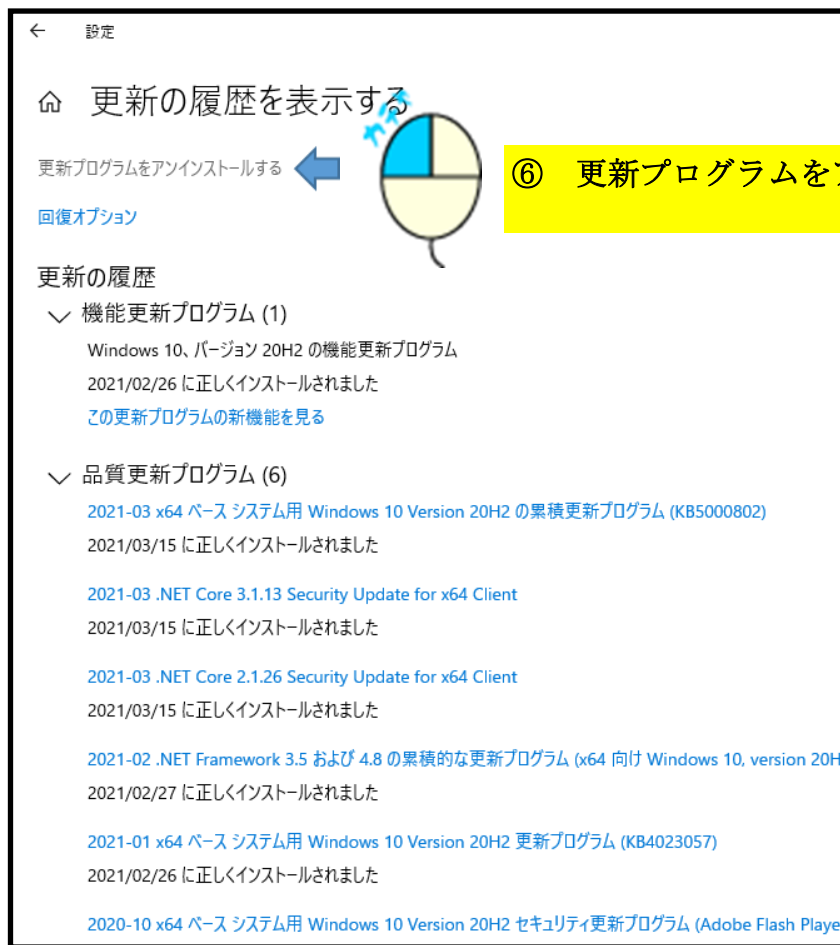 設定
更新の履歴を表示する
カチッ
更新プログラムをアンインストールする
⑥ 更新プログラムを
回復オプション
更新の履歴
機能更新プログラム (1)
Windows 10、バージョン 20H2 の機能更新プログラム
2021/02/26 に正しくインストールされました
この更新プログラムの新機能を見る
品質更新プログラム (6)
2021-03 x64 ベース システム用 Windows 10 Version 20H2 の累積更新プログラム (KB5000802)
2021/03/15 に正しくインストールされました
2021-03 .NET Core 3.1.13 Security Update for x64 Client
2021/03/15 に正しくインストールされました
2021-03 .NET Core 2.1.26 Security Update for x64 Client
2021/03/15 に正しくインストールされました
2021-02 .NET Framework 3.5 および 4.8 の累積的な更新プログラム (x64 向け Windows 10, version 20H
2021/02/27 に正しくインストールされました
2021-01 x64 ベース システム用 Windows 10 Version 20H2 更新プログラム (KB4023057)
2021/02/26 に正しくインストールされました
2020-10 x64 ベース システム用 Windows 10 Version 20H2 セキュリティ更新プログラム (Adobe Flash Playe